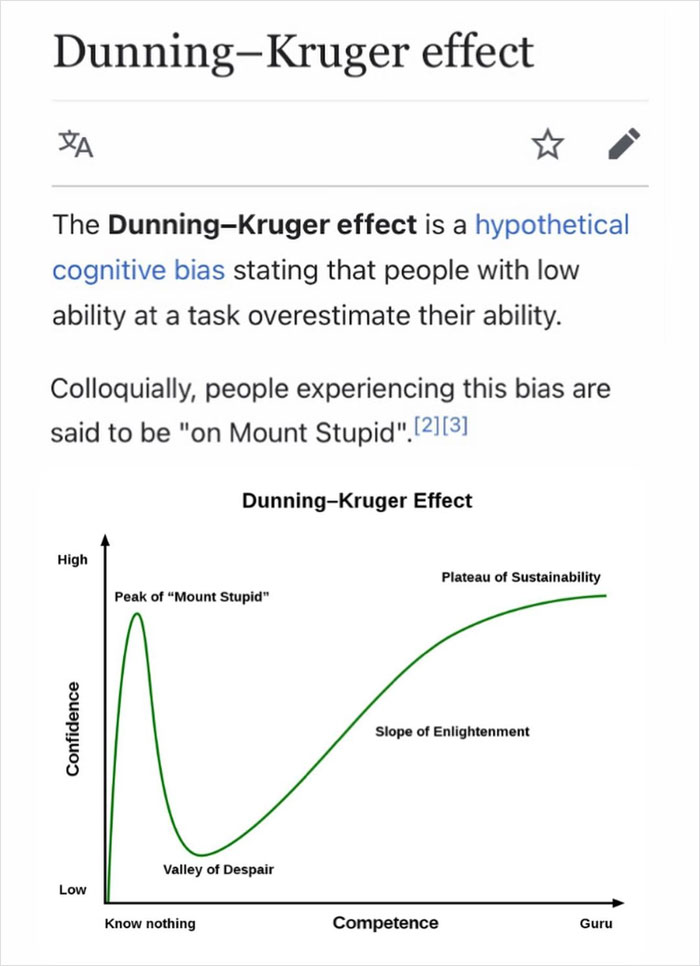 Dunning–Kruger effect
文A
The Dunning–Kruger effect is a hypothetical
cognitive bias stating that people with low
ability at a task overestimate their ability.
Colloquially, people experiencing this bias are
said to be "on Mount Stupid".[2][3]
Dunning–Kruger Effect
High
Plateau of Sustainability
Peak of “Mount Stupid”
Confidence
Slope of Enlightenment
Valley of Despair
Low
Know nothing
Competence
Guru